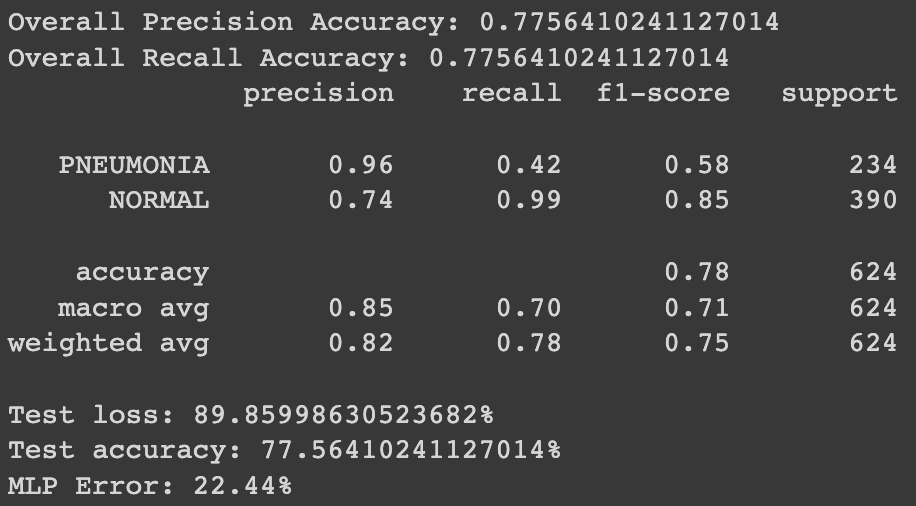 Overall Precision Accuracy: 0.7756410241127014
Overall Recall Accuracy: 0.7756410241127014
precision recall f1-score support
PNEUMONIA 0.96 0.42 0.58 234
NORMAL 0.74 0.99 0.85 390
accuracy 0.78 624
macro avg 0.85 0.70 0.71 624
weighted avg 0.82 0.78 0.75 624
Test loss: 89.85998630523682%
Test accuracy: 77.56410241127014%
MLP Error: 22.44%